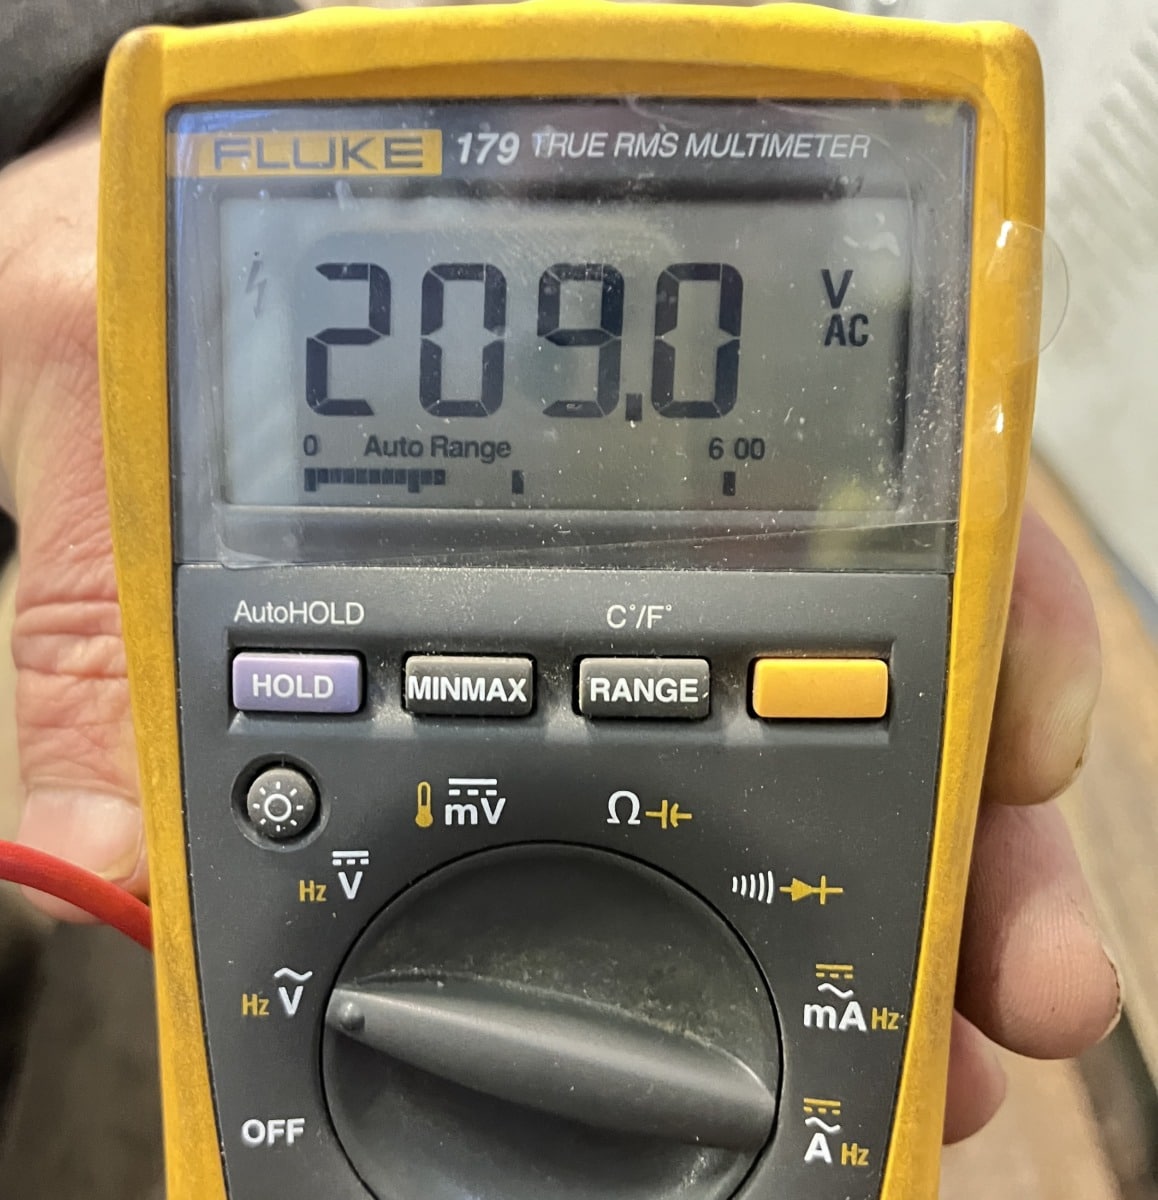 FLUKE 179 TRUE RMS MULTIMETER
209.0 V AC
0 Auto Range 6 00
AutoHOLD C°/F°
HOLD MINMAX RANGE
mV Ω
Hz V
Hz V mA Hz
OFF A Hz